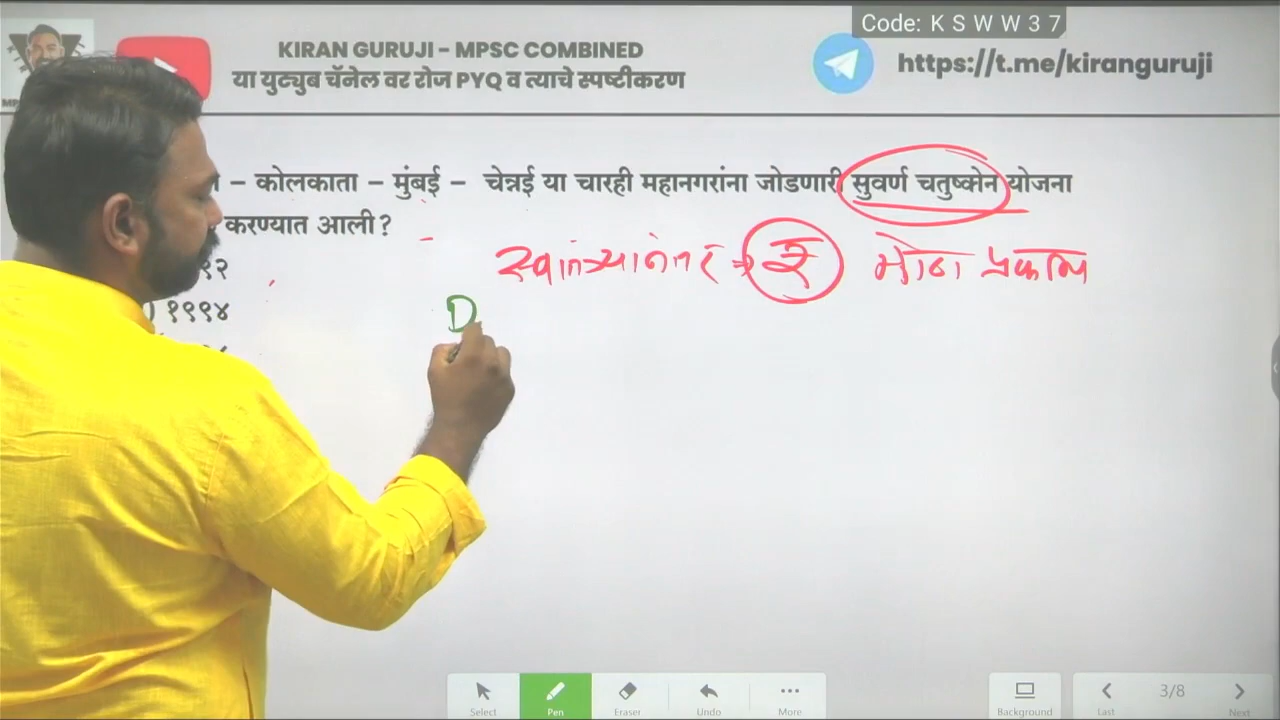 Code: K S W W 3 7
KIRAN GURUJI - MPSC COMBINED
या युट्युब चॅनेल वर रोज PYQ व त्याचे स्पष्टीकरण
https://t.me/kiranguruji
– कोलकाता – मुंबई – चेन्नई या चारही महानगरांना जोडणारी सुवर्ण चतुष्कोन योजना
करण्यात आली?
) १९९४
D
Select
Pen
Eraser
Undo
More
Background
Last
3/8
Next